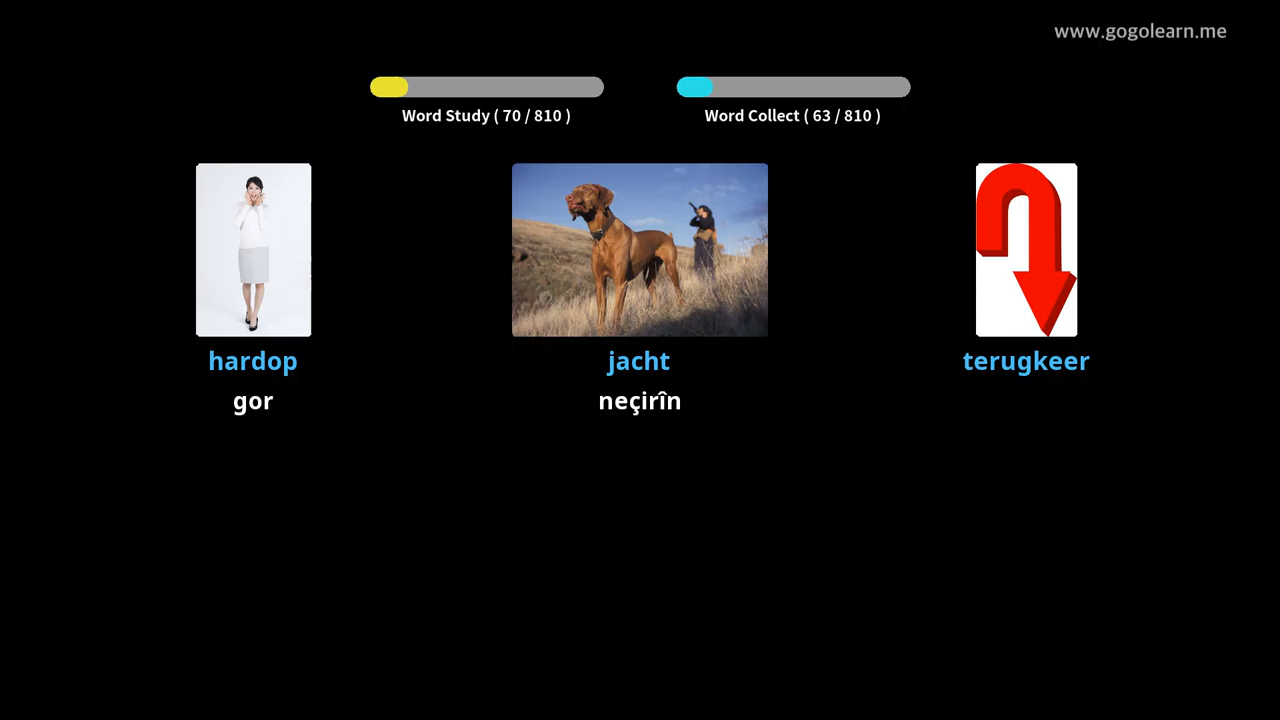 www.gogolearn.me
Word Study ( 70 / 810 )
Word Collect ( 63 / 810 )
hardop
jacht
terugkeer
gor
neçirîn